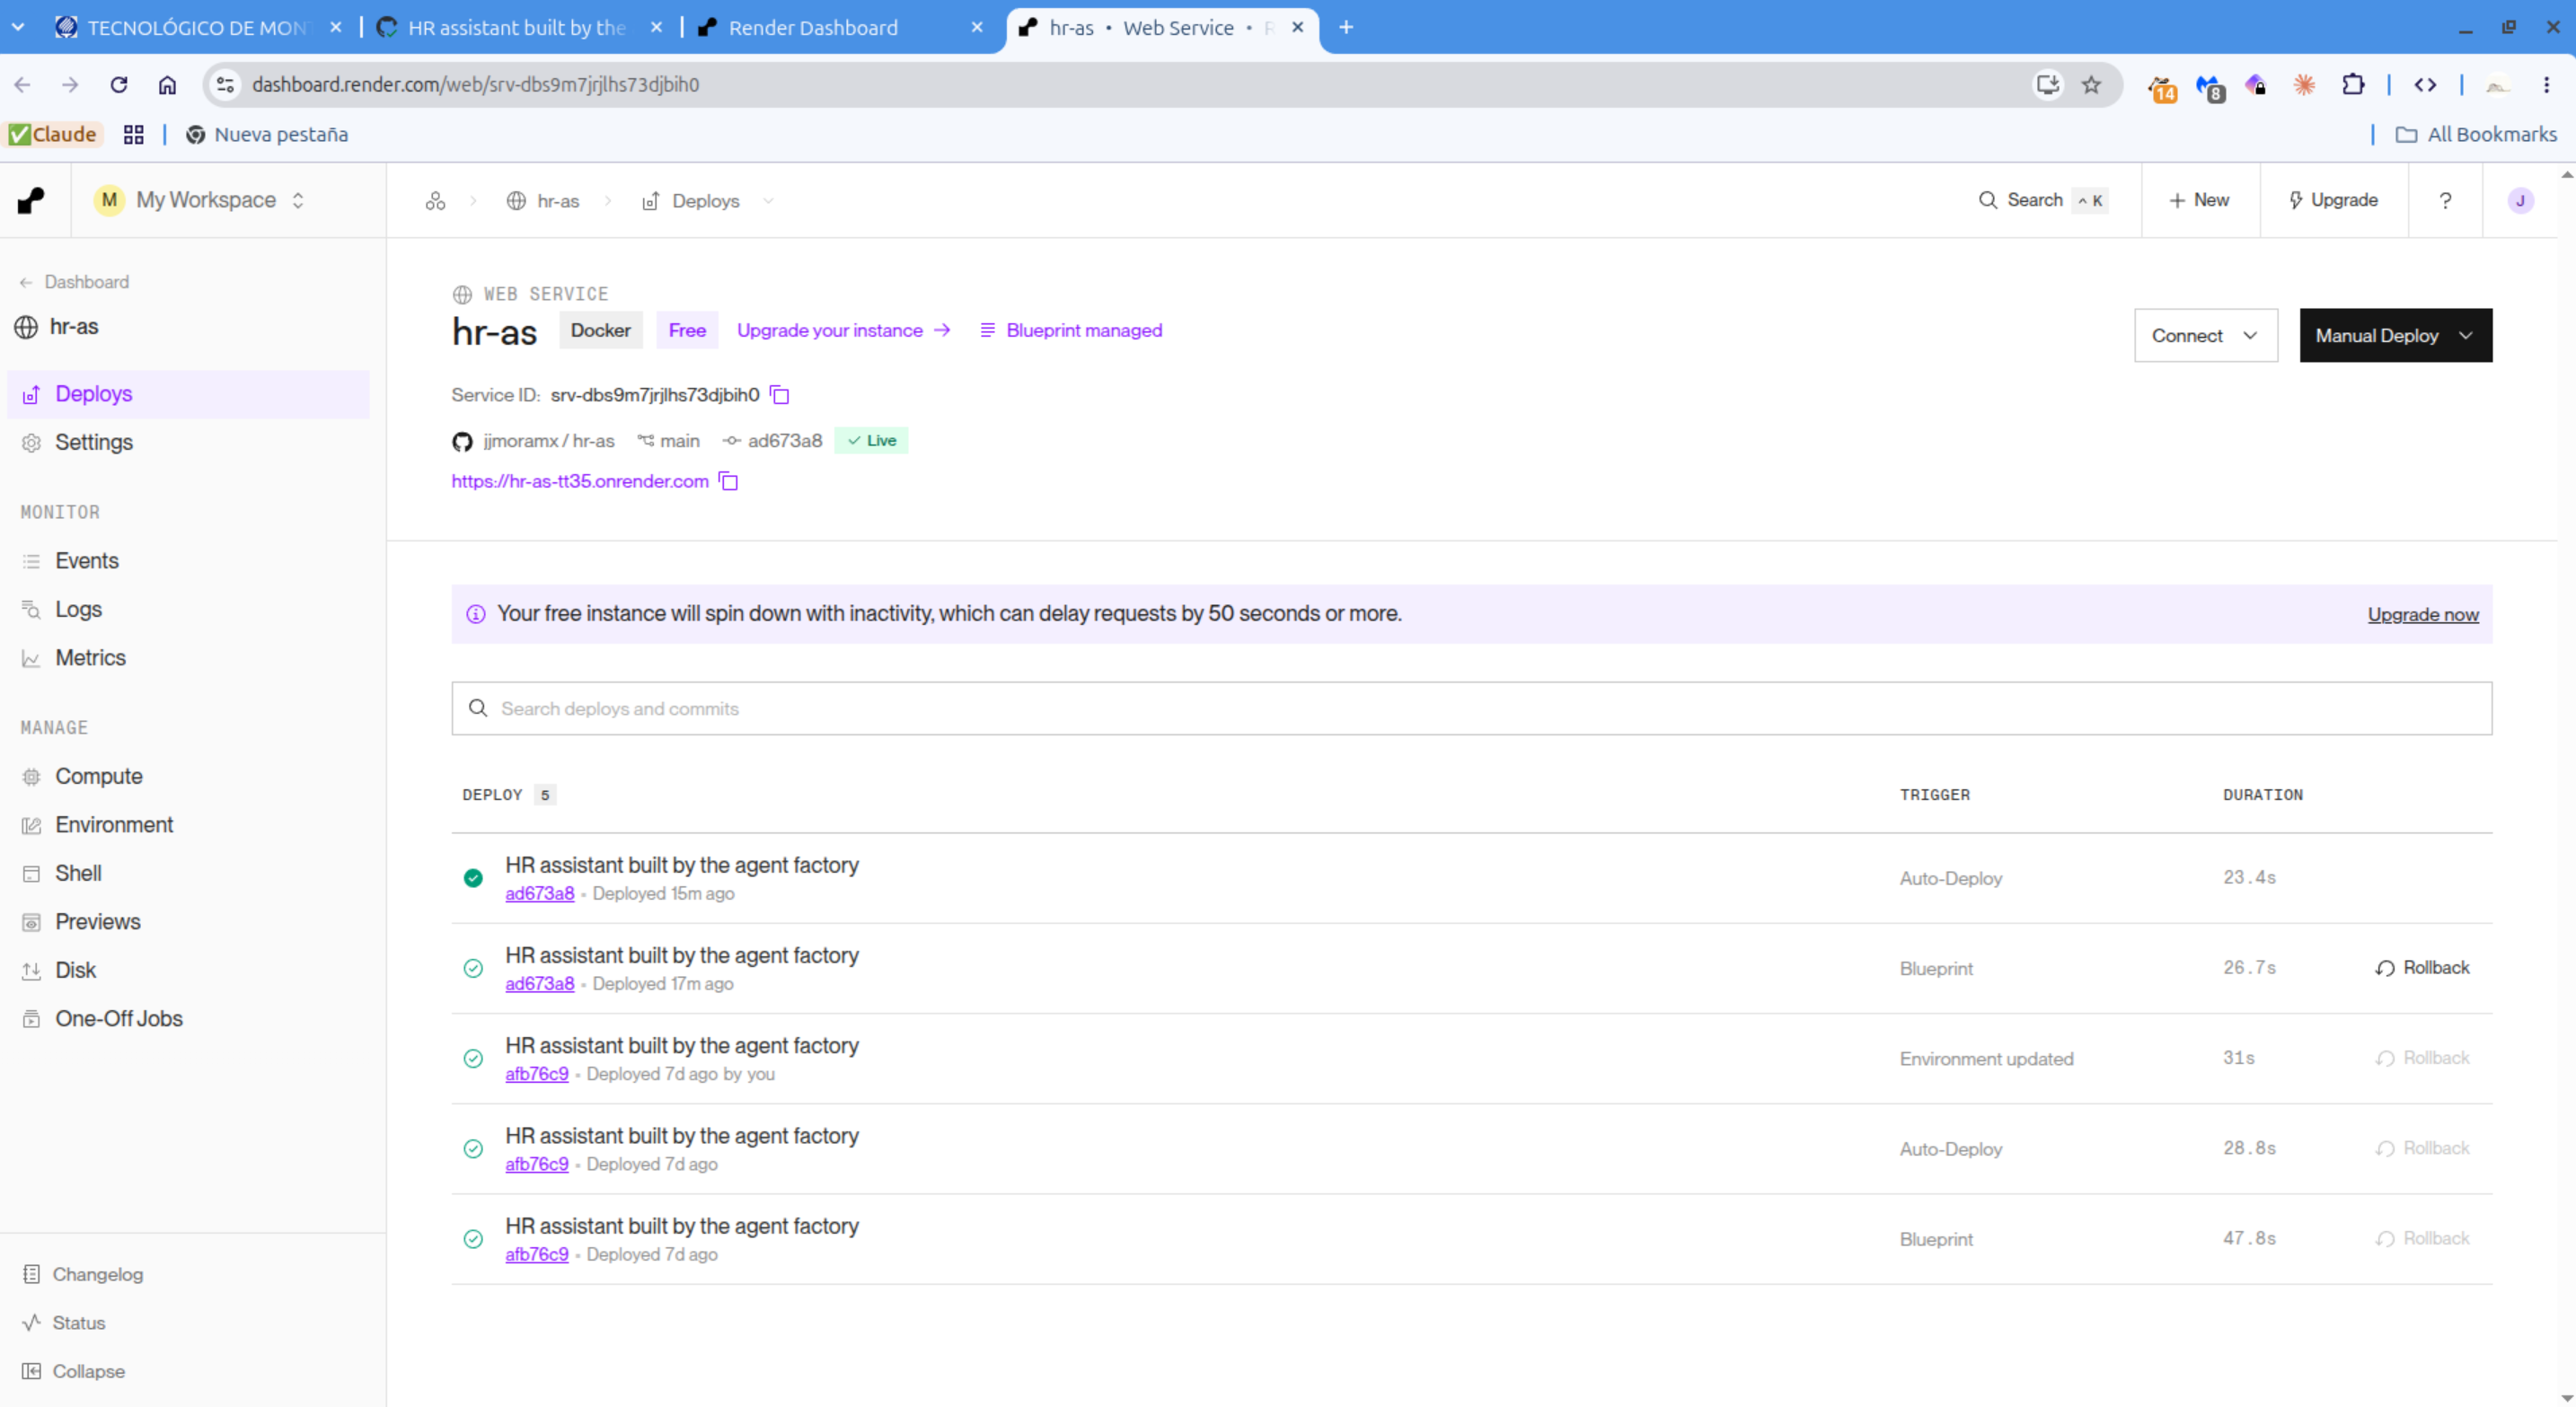 TECNOLÓGICO DE MON
HR assistant built by the
Render Dashboard
hr-as • Web Service • R
dashboard.render.com/web/srv-dbs9m7jrjlhs73djbih0
14
8
✅Claude
Nueva pestaña
All Bookmarks
M My Workspace
hr-as
Deploys
Search ^ K
+ New
Upgrade
?
J
← Dashboard
hr-as
Deploys
Settings
MONITOR
Events
Logs
Metrics
MANAGE
Compute
Environment
Shell
Previews
Disk
One-Off Jobs
Changelog
Status
Collapse
WEB SERVICE
hr-as Docker Free Upgrade your instance → Blueprint managed
Connect
Manual Deploy
Service ID: srv-dbs9m7jrjlhs73djbih0
jjmoramx / hr-as main ad673a8 ✓ Live
https://hr-as-tt35.onrender.com
Your free instance will spin down with inactivity, which can delay requests by 50 seconds or more. Upgrade now
Search deploys and commits
DEPLOY 5 TRIGGER DURATION
HR assistant built by the agent factory
ad673a8 • Deployed 15m ago
Auto-Deploy 23.4s
HR assistant built by the agent factory
ad673a8 • Deployed 17m ago
Blueprint 26.7s Rollback
HR assistant built by the agent factory
afb76c9 • Deployed 7d ago by you
Environment updated 31s Rollback
HR assistant built by the agent factory
afb76c9 • Deployed 7d ago
Auto-Deploy 28.8s Rollback
HR assistant built by the agent factory
afb76c9 • Deployed 7d ago
Blueprint 47.8s Rollback